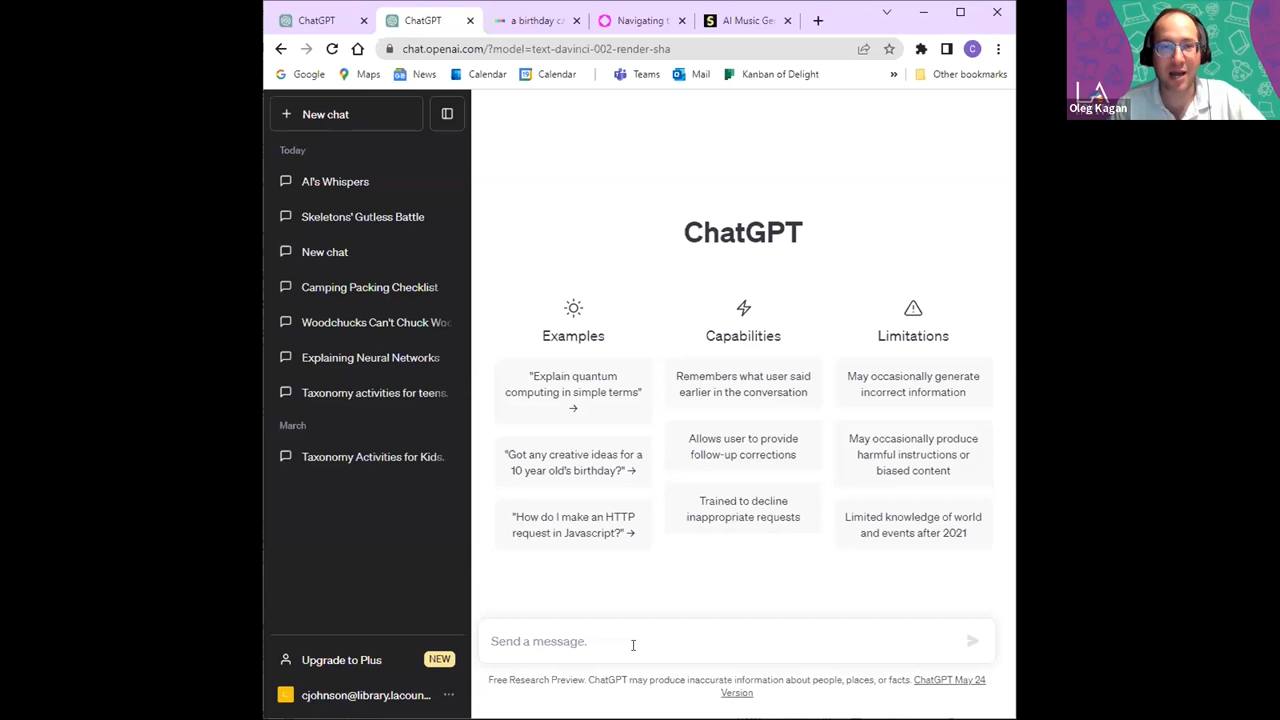 ChatGPT
ChatGPT
a birthday ca
Navigating t
AI Music Ge
chat.openai.com/?model=text-davinci-002-render-sha
C
Google
Maps
News
Calendar
Calendar
Teams
Mail
Kanban of Delight
»
Other bookmarks
LA
Oleg Kagan
+ New chat
Today
AI's Whispers
Skeletons' Gutless Battle
New chat
Camping Packing Checklist
Woodchucks Can't Chuck Woo
Explaining Neural Networks
Taxonomy activities for teens.
March
Taxonomy Activities for Kids.
Upgrade to Plus
NEW
cjohnson@library.lacoun...
ChatGPT
Examples
"Explain quantum
computing in simple terms"
→
"Got any creative ideas for a
10 year old's birthday?" →
"How do I make an HTTP
request in Javascript?" →
Capabilities
Remembers what user said
earlier in the conversation
Allows user to provide
follow-up corrections
Trained to decline
inappropriate requests
Limitations
May occasionally generate
incorrect information
May occasionally produce
harmful instructions or
biased content
Limited knowledge of world
and events after 2021
Send a message.
Free Research Preview. ChatGPT may produce inaccurate information about people, places, or facts. ChatGPT May 24
Version